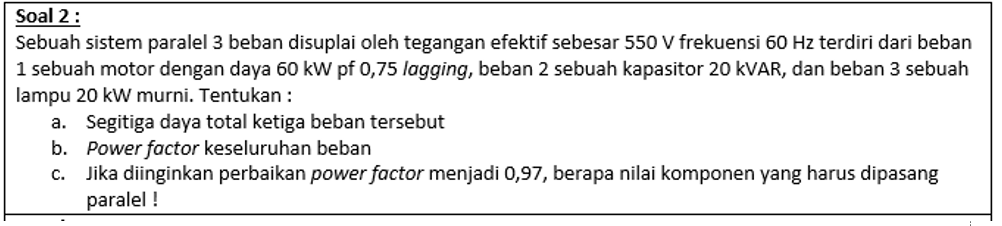 Soal 2 :
Sebuah sistem paralel 3 beban disuplai oleh tegangan efektif sebesar 550 V frekuensi 60 Hz terdiri dari beban
1 sebuah motor dengan daya 60 kW pf 0,75 lagging, beban 2 sebuah kapasitor 20 kVAR, dan beban 3 sebuah
lampu 20 kW murni. Tentukan :
a. Segitiga daya total ketiga beban tersebut
b. Power factor keseluruhan beban
c. Jika diinginkan perbaikan power factor menjadi 0,97, berapa nilai komponen yang harus dipasang
paralel !